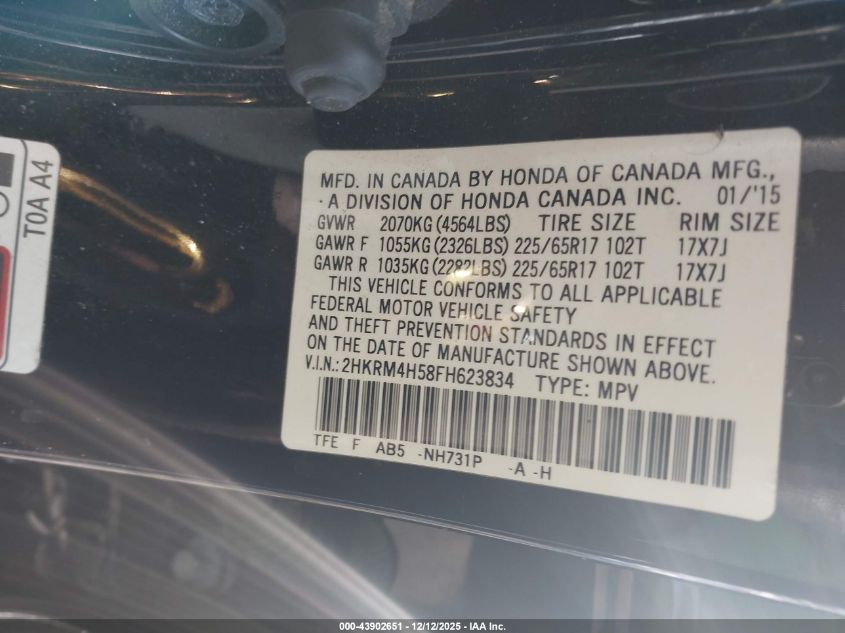 T0A A4
MFD. IN CANADA BY HONDA OF CANADA MFG.,
A DIVISION OF HONDA CANADA INC. 01/'15
GVWR 2070KG (4564LBS) TIRE SIZE RIM SIZE
GAWR F 1055KG (2326LBS) 225/65R17 102T 17X7J
GAWR R 1035KG (2282LBS) 225/65R17 102T 17X7J
THIS VEHICLE CONFORMS TO ALL APPLICABLE
FEDERAL MOTOR VEHICLE SAFETY
AND THEFT PREVENTION STANDARDS IN EFFECT
ON THE DATE OF MANUFACTURE SHOWN ABOVE.
V.I.N.: 2HKRM4H58FH623834 TYPE: MPV
TFE F AB5 -NH731P -A -H
000-43902651 - 12/12/2025 - IAA Inc.